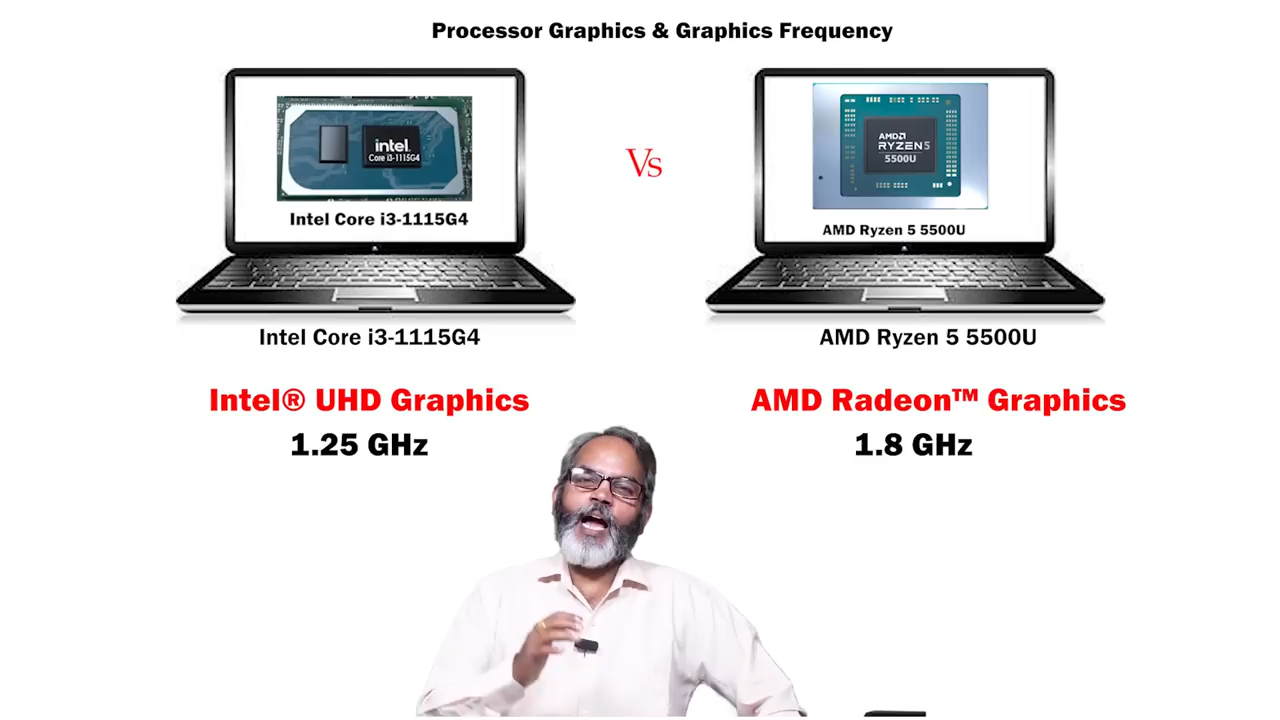 Processor Graphics & Graphics Frequency
intel.
Core i3-1115G4
Intel Core i3-1115G4
Vs
AMD
RYZEN 5
5500U
AMD Ryzen 5 5500U
Intel Core i3-1115G4
AMD Ryzen 5 5500U
Intel® UHD Graphics
1.25 GHz
AMD Radeon™ Graphics
1.8 GHz